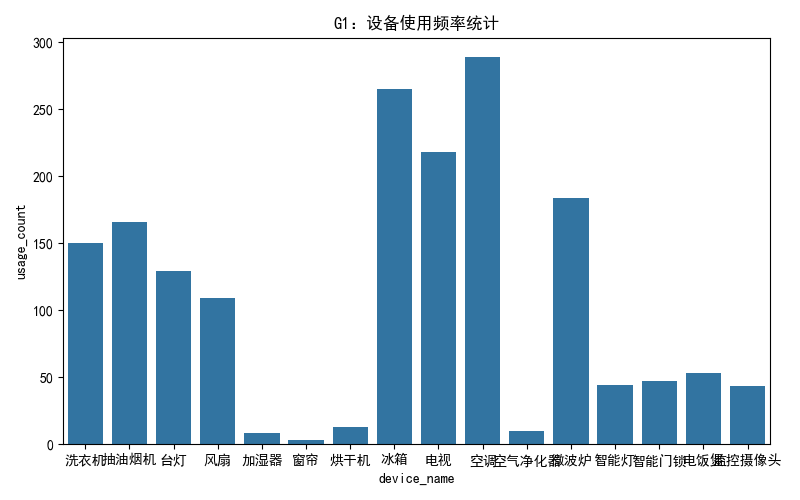 G1：设备使用频率统计
300
250
200
150
100
50
0
usage_count
洗衣机 抽油烟机 台灯 风扇 加湿器 窗帘 烘干机 冰箱 电视 空调 空气净化器 微波炉 智能灯 智能门锁 电饭煲 监控摄像头
device_name